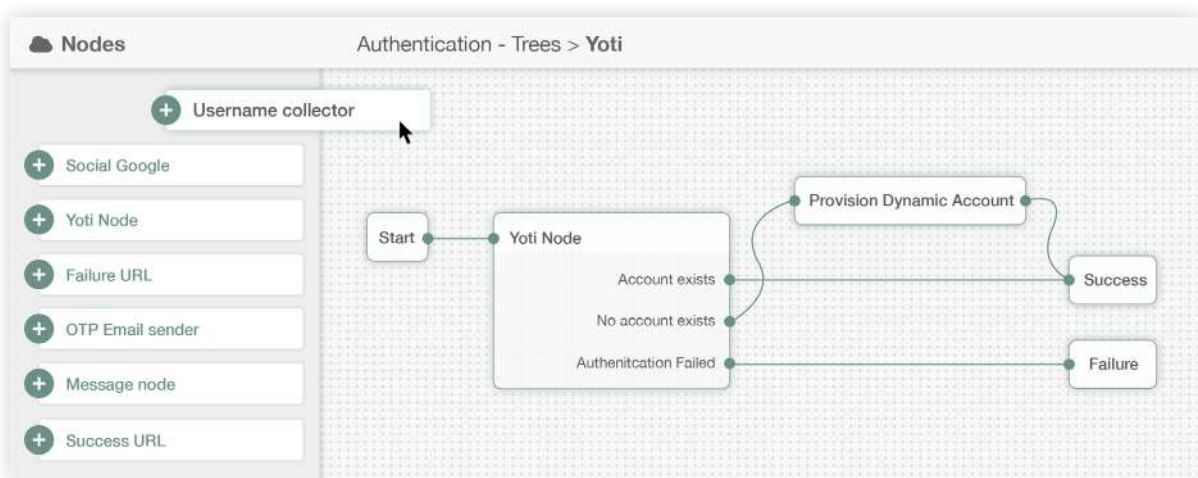 Nodes
Authentication - Trees > Yoti
Username collector
Social Google
Yoti Node
Failure URL
OTP Email sender
Message node
Success URL
Start
Yoti Node
Account exists
No account exists
Authenitcation Failed
Provision Dynamic Account
Success
Failure